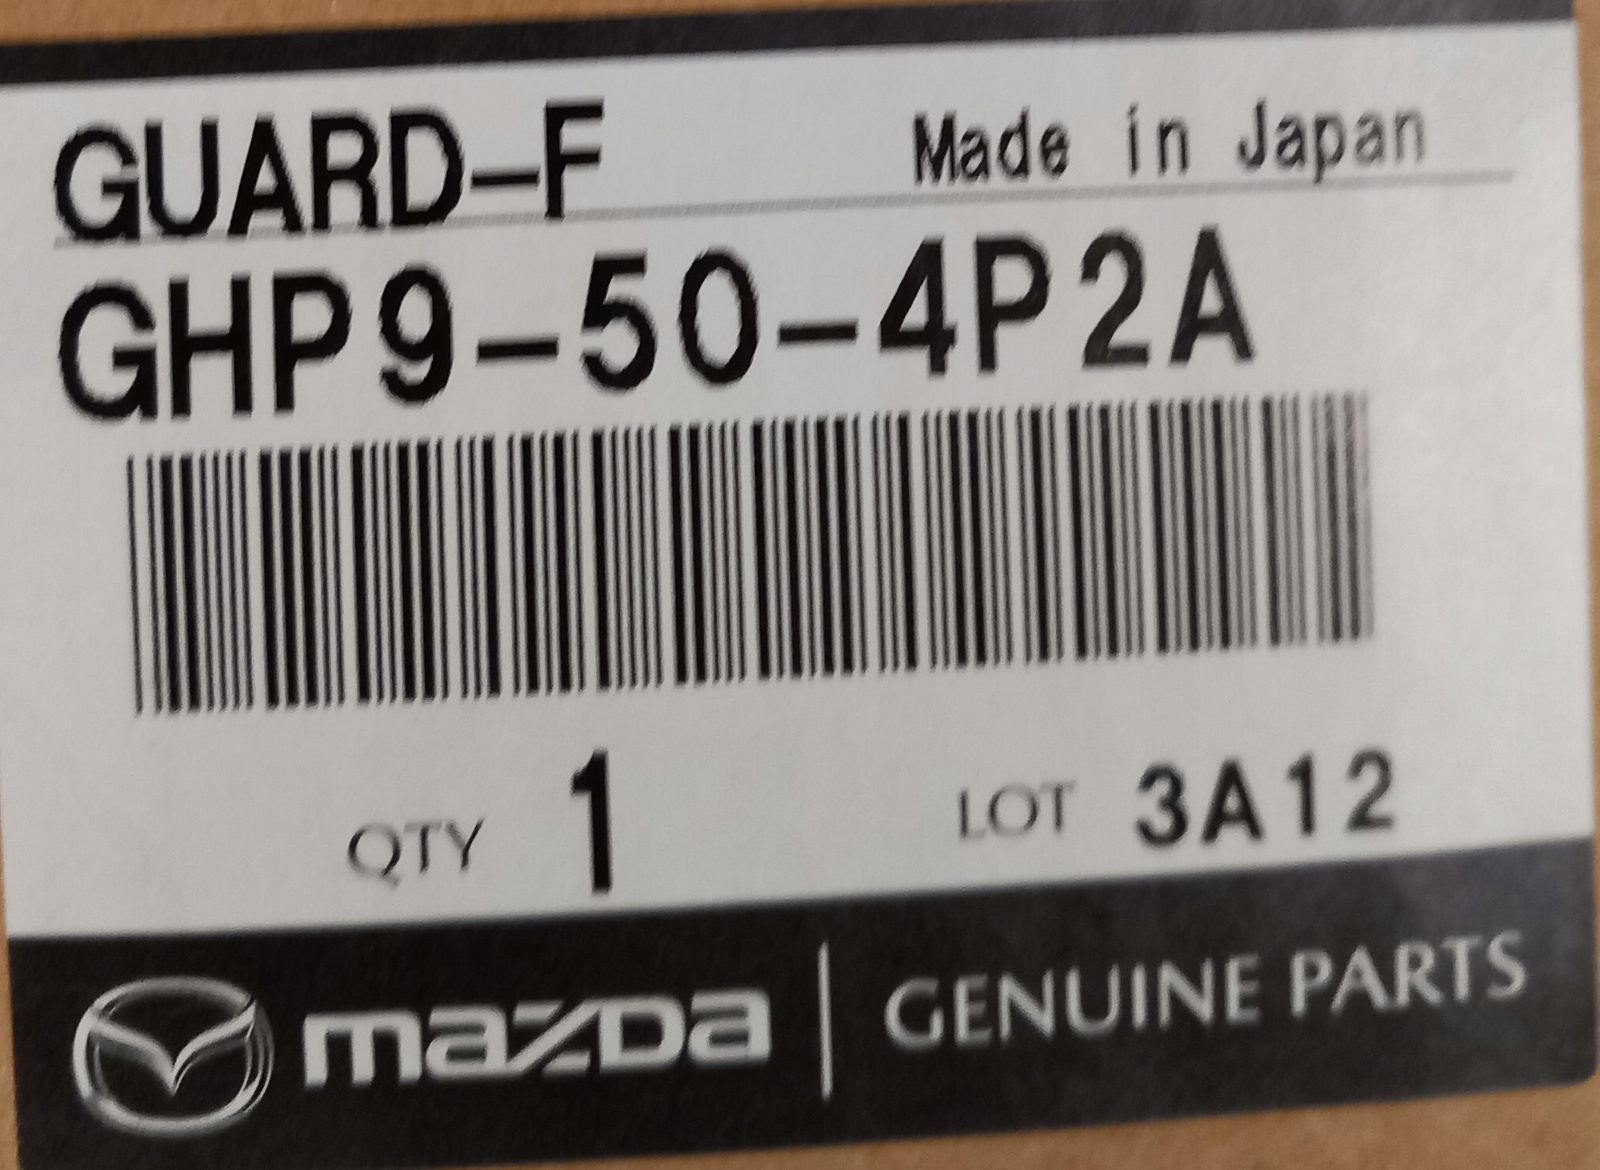 GUARD-F Made in Japan
GHP9-50-4P2A
QTY 1 LOT 3A12
mazda GENUINE PARTS